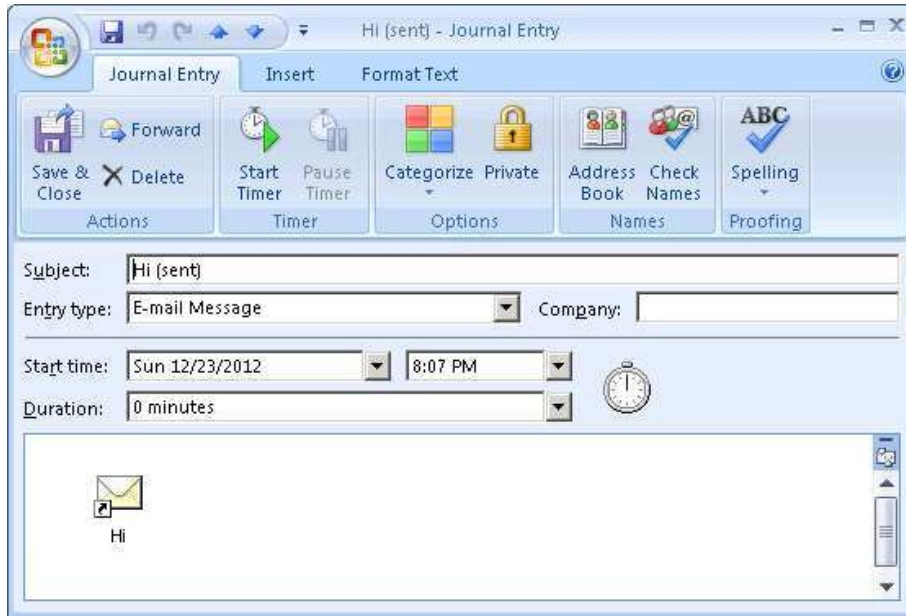 Hi (sent) - Journal Entry
Journal Entry Insert Format Text
Save & Close
Forward
Delete
Actions
Start Timer
Pause Timer
Timer
Categorize Private
Options
Address Book
Check Names
Names
ABC
Spelling
Proofing
Subject: Hi (sent)
Entry type: E-mail Message Company:
Start time: Sun 12/23/2012 8:07 PM
Duration: 0 minutes
Hi